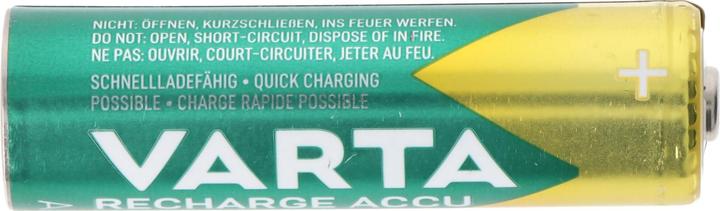 NICHT: ÖFFNEN, KURZSCHLIEẞEN, INS FEUER WERFEN.
DO NOT: OPEN, SHORT-CIRCUIT, DISPOSE OF IN FIRE.
NE PAS: OUVRIR, COURT-CIRCUITER, JETER AU FEU.
SCHNELLLADEFÄHIG • QUICK CHARGING
POSSIBLE • CHARGE RAPIDE POSSIBLE
+
VARTA
RECHARGE ACCU